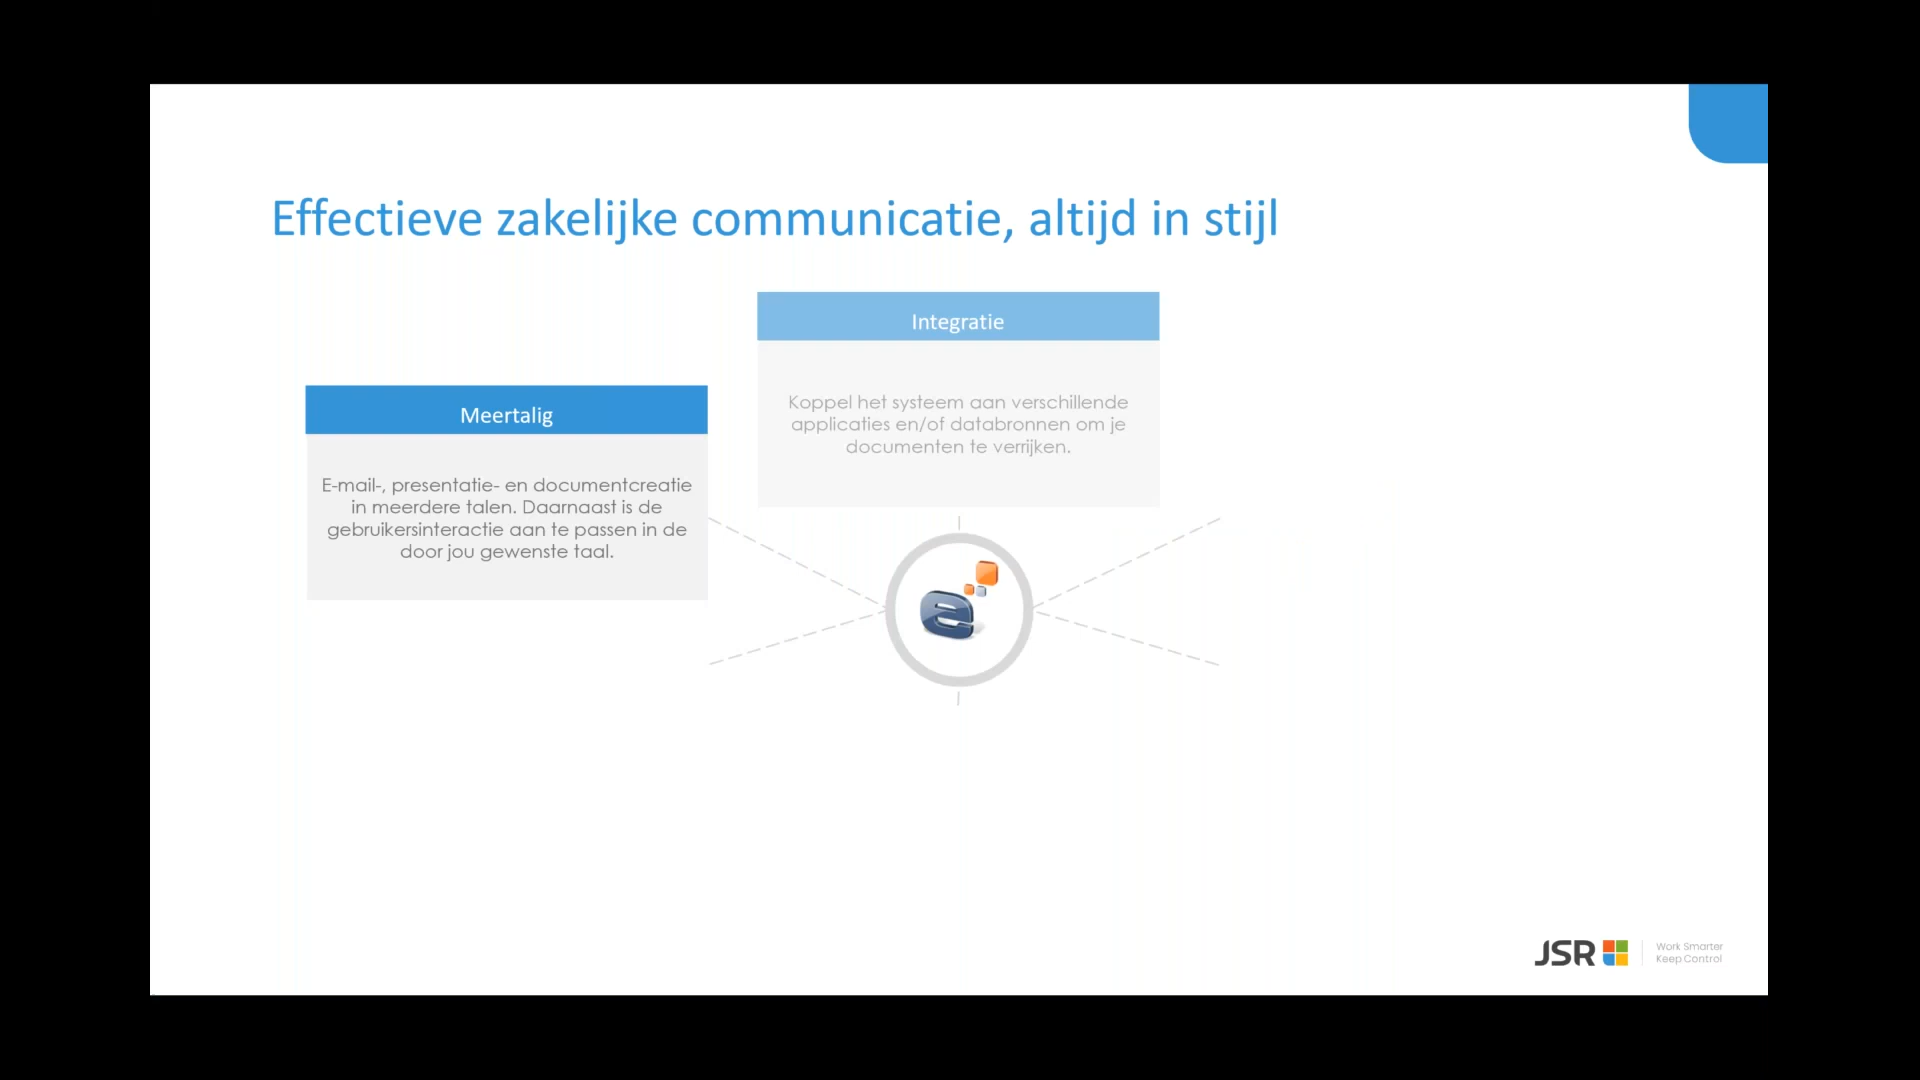 Effectieve zakelijke communicatie, altijd in stijl
Meertalig
E-mail-, presentatie- en documentcreatie
in meerdere talen. Daarnaast is de
gebruikersinteractie aan te passen in de
door jou gewenste taal.
Integratie
Koppel het systeem aan verschillende
applicaties en/of databronnen om je
documenten te verrijken.
JSR
Work Smarter
Keep Control